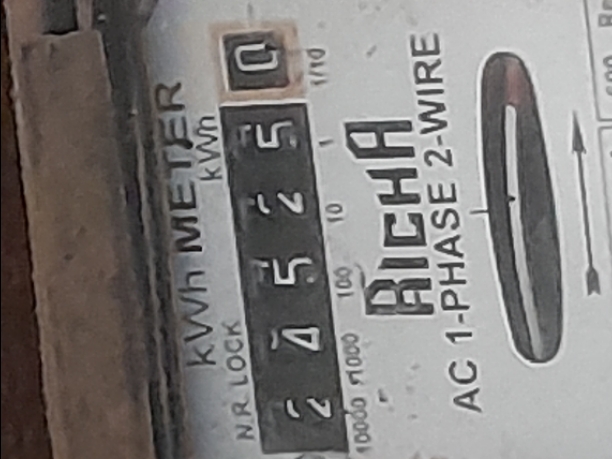 kWh METER
N.R. LOCK kWh
2 4 5 2 5 0
10000 1000 100 10 1 1/10
RICHA
AC 1-PHASE 2-WIRE